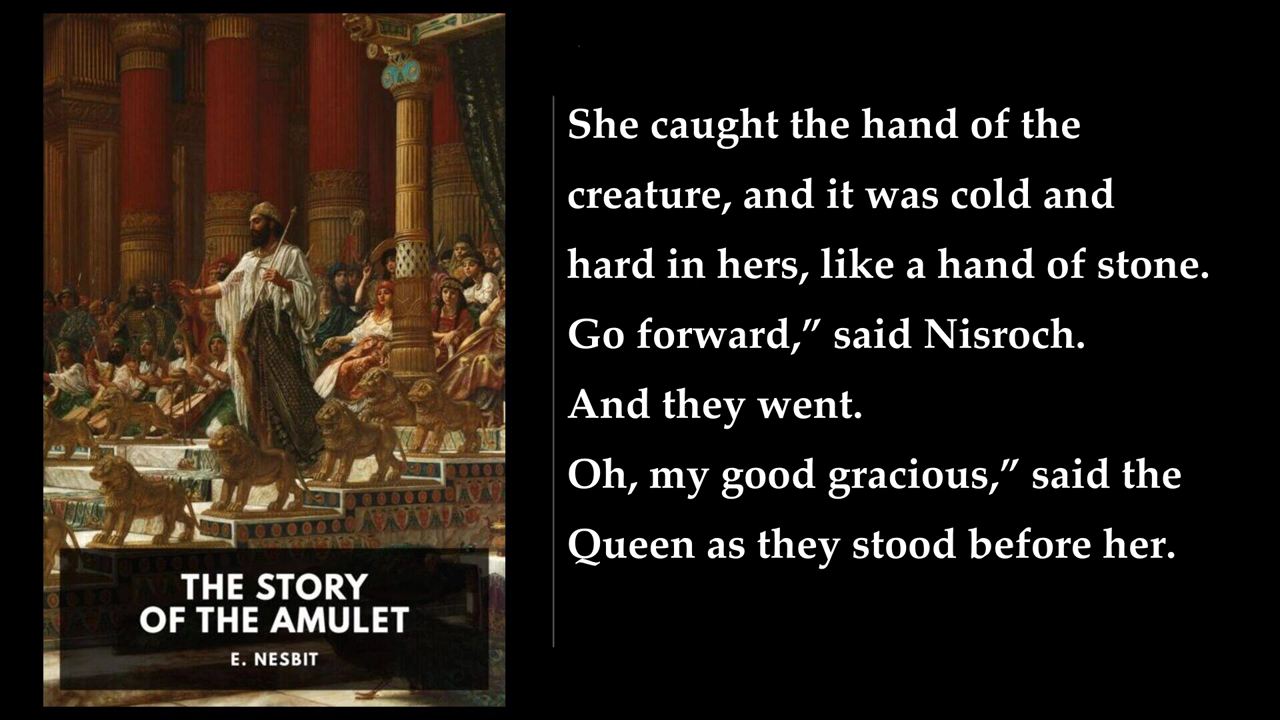 THE STORY
OF THE AMULET
E. NESBIT
She caught the hand of the
creature, and it was cold and
hard in hers, like a hand of stone.
Go forward,” said Nisroch.
And they went.
Oh, my good gracious,” said the
Queen as they stood before her.